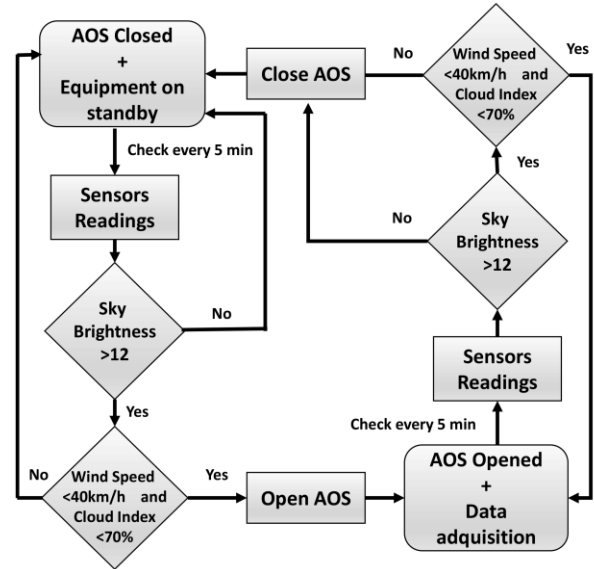 AOS Closed
+
Equipment on
standby
Check every 5 min
Sensors
Readings
Sky
Brightness
>12
No
Yes
Wind Speed
<40km/h and
Cloud Index
<70%
No
Yes
Open AOS
AOS Opened
+
Data
adquisition
Check every 5 min
Sensors
Readings
Sky
Brightness
>12
No
Yes
Wind Speed
<40km/h and
Cloud Index
<70%
No
Yes
Close AOS